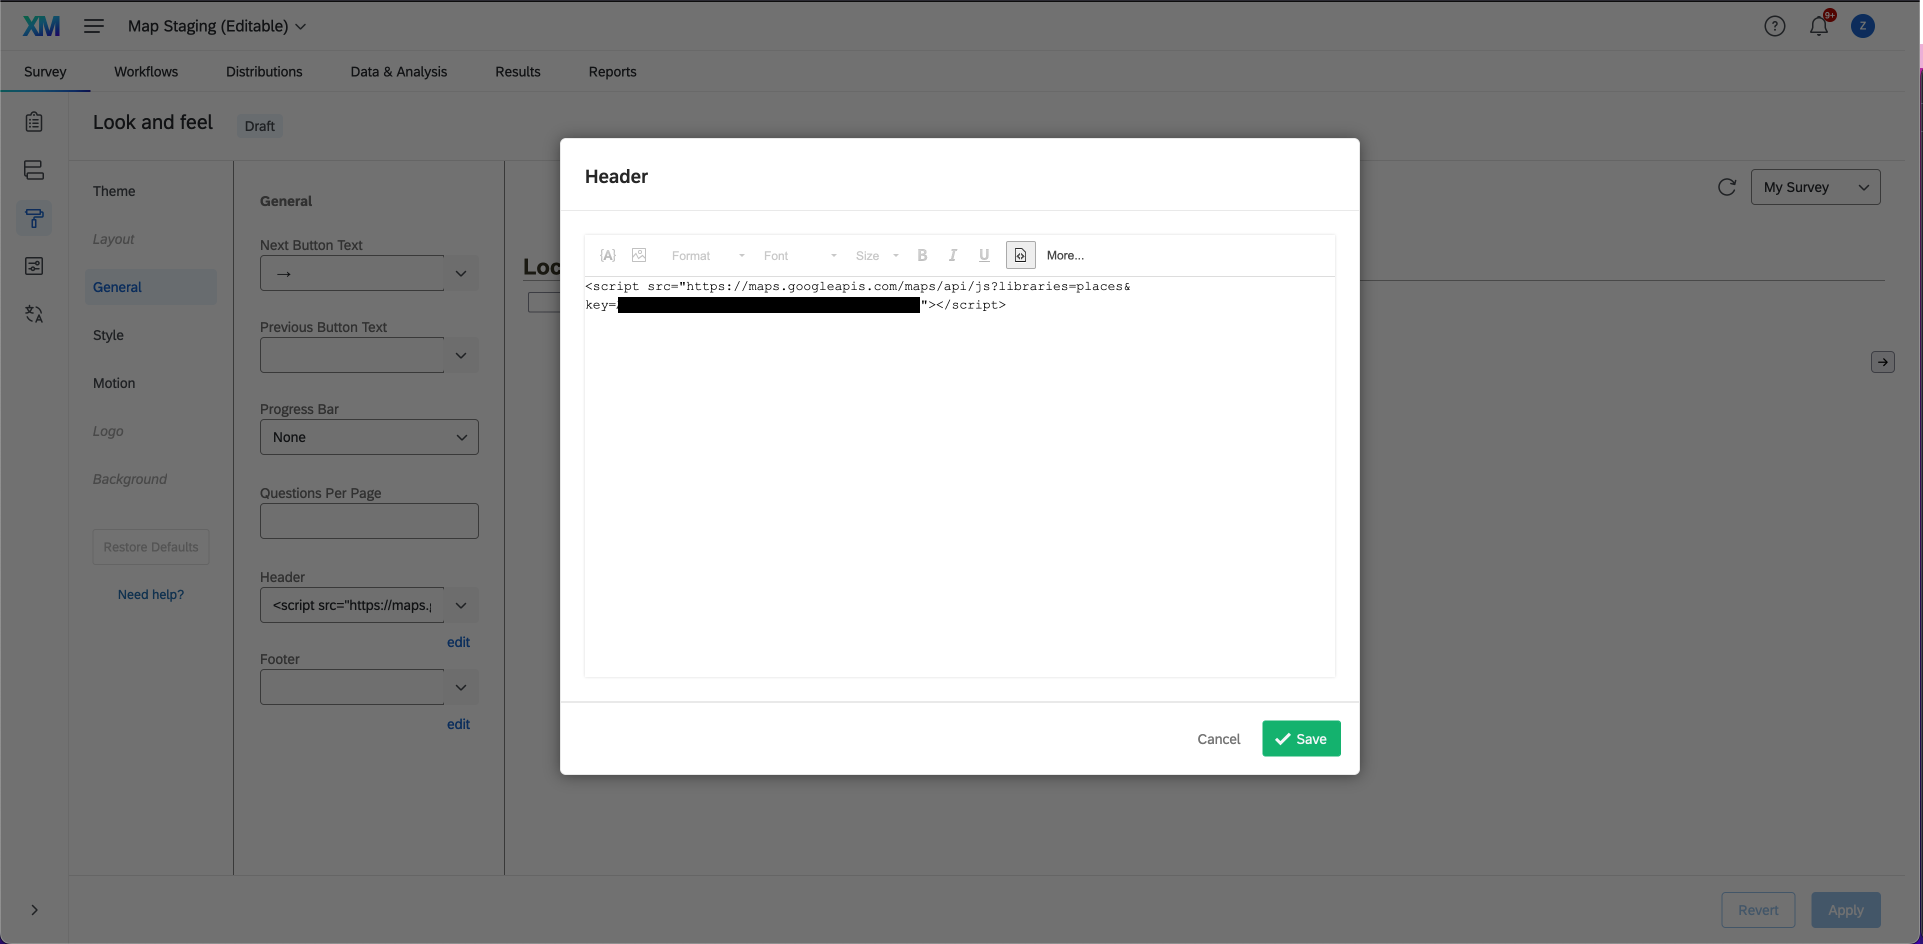 XM
Map Staging (Editable)
?
9+
Z
Survey
Workflows
Distributions
Data & Analysis
Results
Reports
Look and feel
Draft
Theme
Layout
General
Style
Motion
Logo
Background
Restore Defaults
Need help?
General
Next Button Text
→
Previous Button Text
Progress Bar
None
Questions Per Page
Header
<script src="https://maps.
edit
Footer
edit
Loc
My Survey
→
Header
{A}
Format
Font
Size
B
I
U
More...
<script src="https://maps.googleapis.com/maps/api/js?libraries=places&
key="></script>
Cancel
Save
Revert
Apply